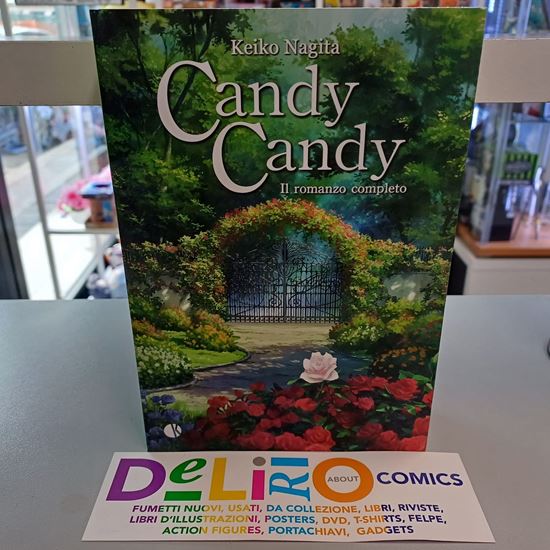 Keiko Nagita
Candy
Candy
Il romanzo completo
DeLiRiO ABOUT COMICS
FUMETTI NUOVI, USATI, DA COLLEZIONE, LIBRI, RIVISTE,
LIBRI D'ILLUSTRAZIONI, POSTERS, DVD, T-SHIRTS, FELPE,
ACTION FIGURES, PORTACHIAVI, GADGETS